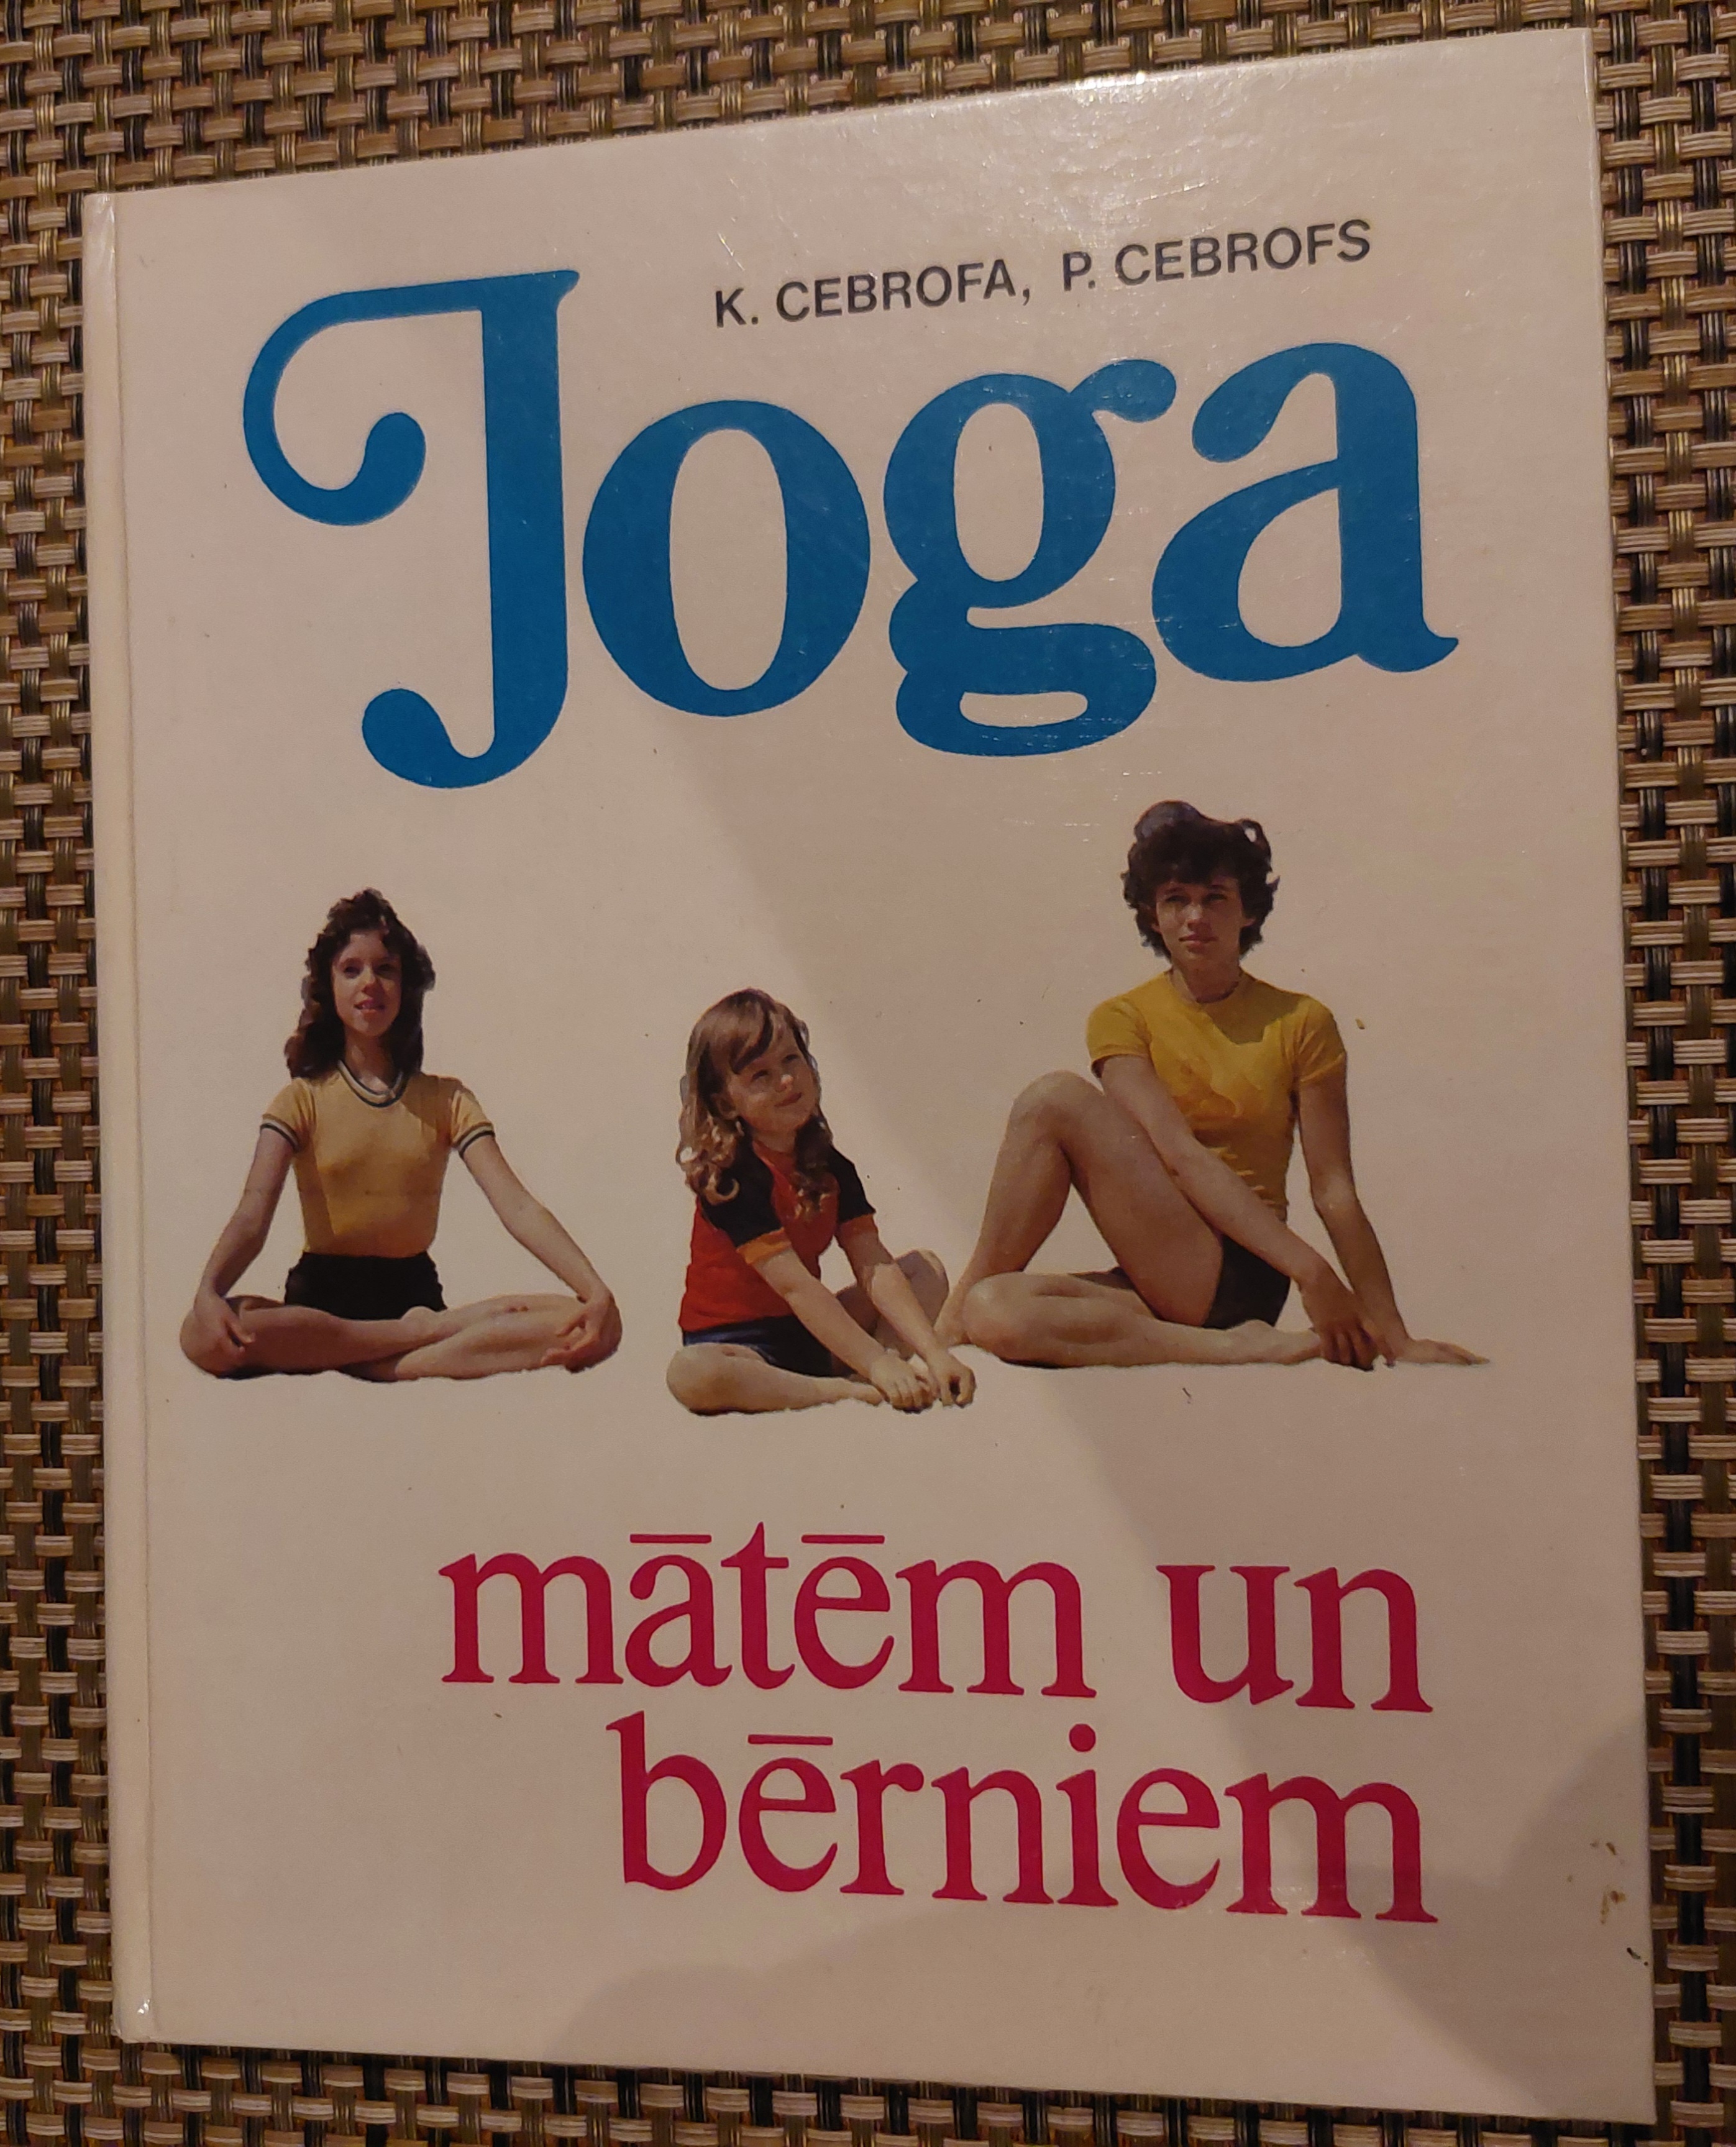 K. CEBROFA, P. CEBROFS
Joga
mātēm un
bērniem